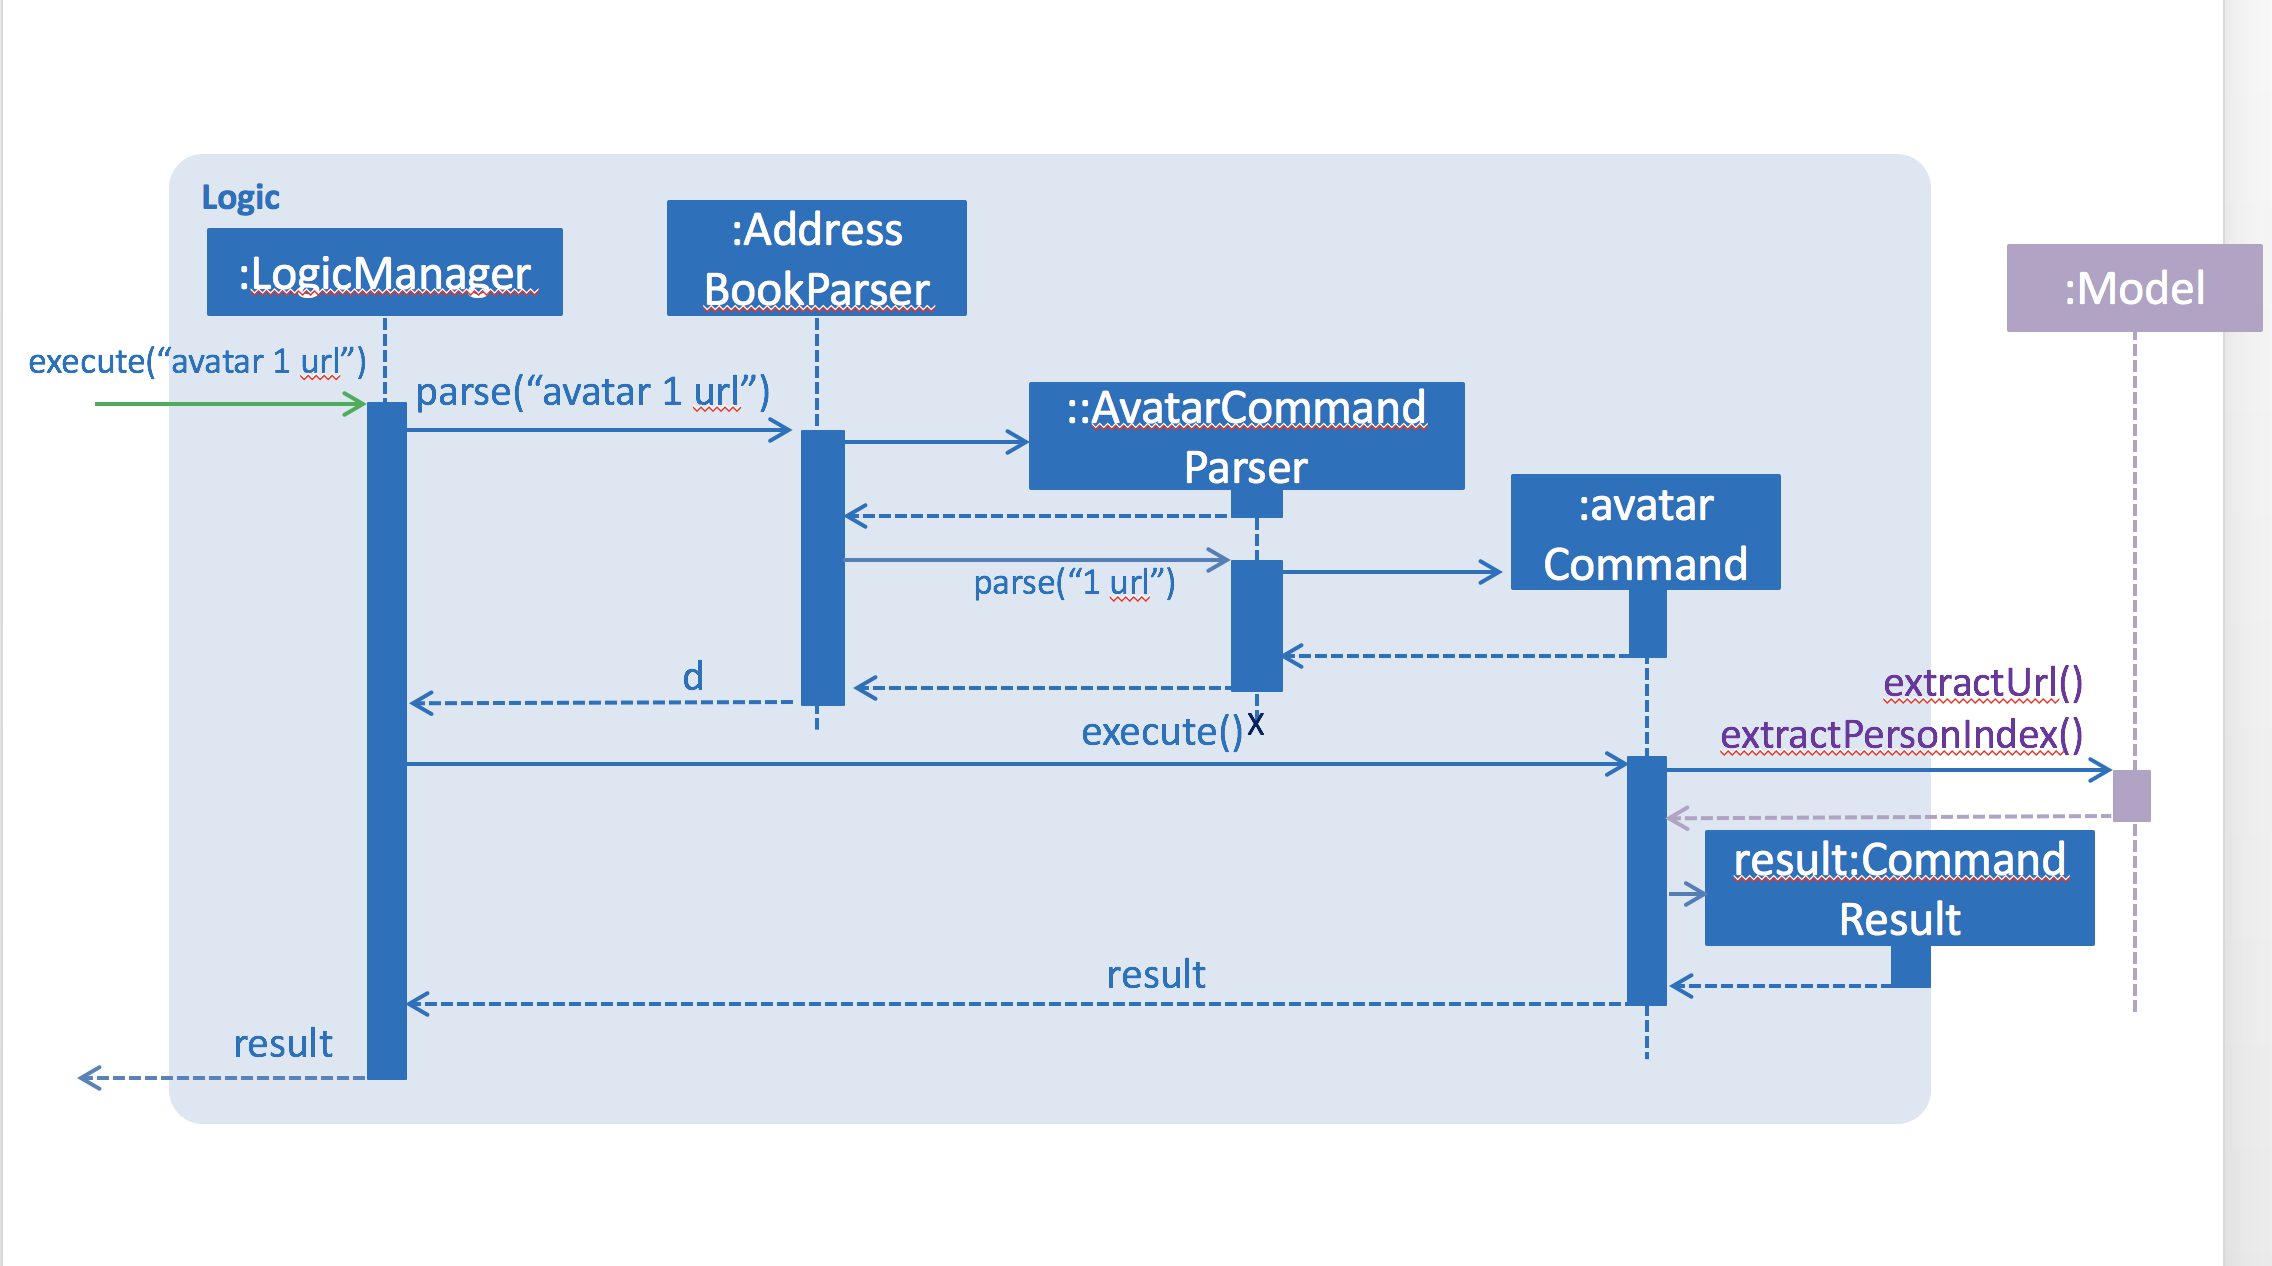 Logic
:LogicManager
:Address
BookParser
:Model
execute(“avatar 1 url”)
parse(“avatar 1 url”)
::AvatarCommand
Parser
:avatar
Command
parse(“1 url”)
d
extractUrl()
execute()
X
extractPersonIndex()
result:Command
Result
result
result